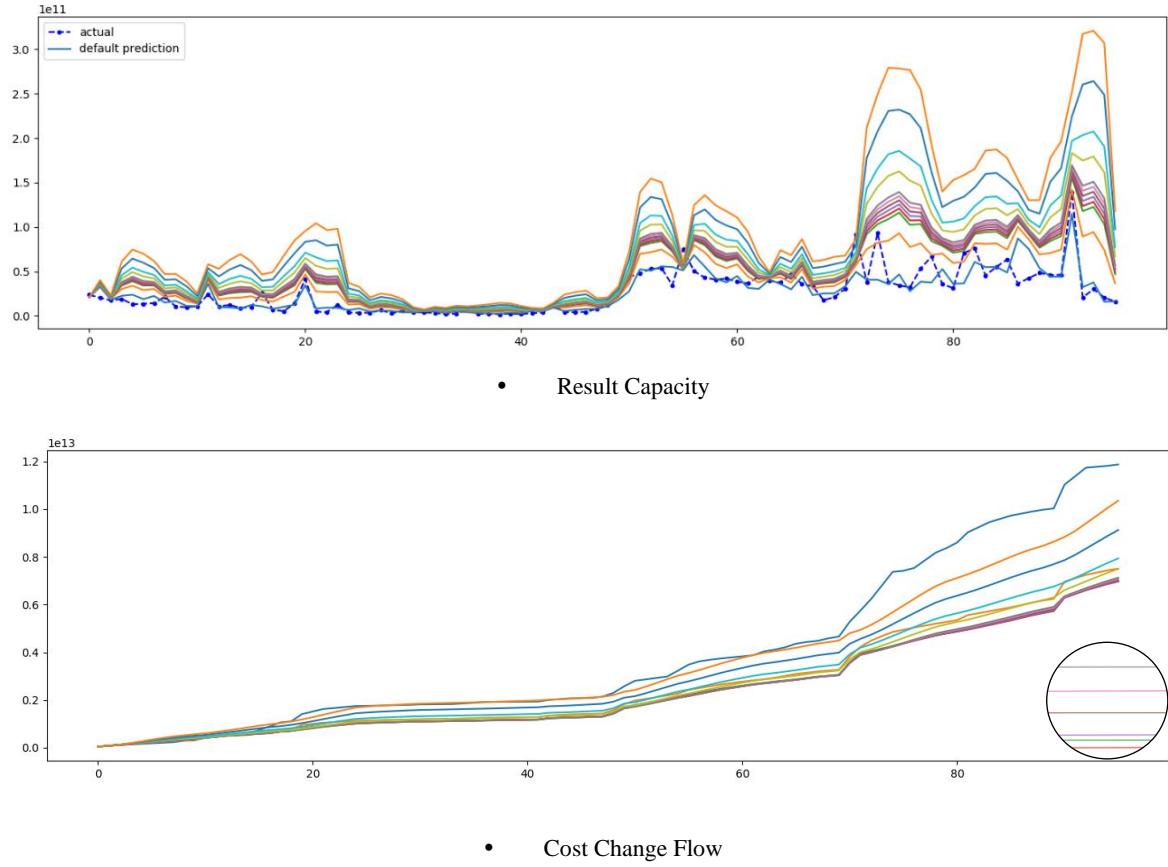 1e11
actual
default prediction
3.0
2.5
2.0
1.5
1.0
0.5
0.0
0 20 40 60 80
• Result Capacity
1e13
1.2
1.0
0.8
0.6
0.4
0.2
0.0
0 20 40 60 80
• Cost Change Flow